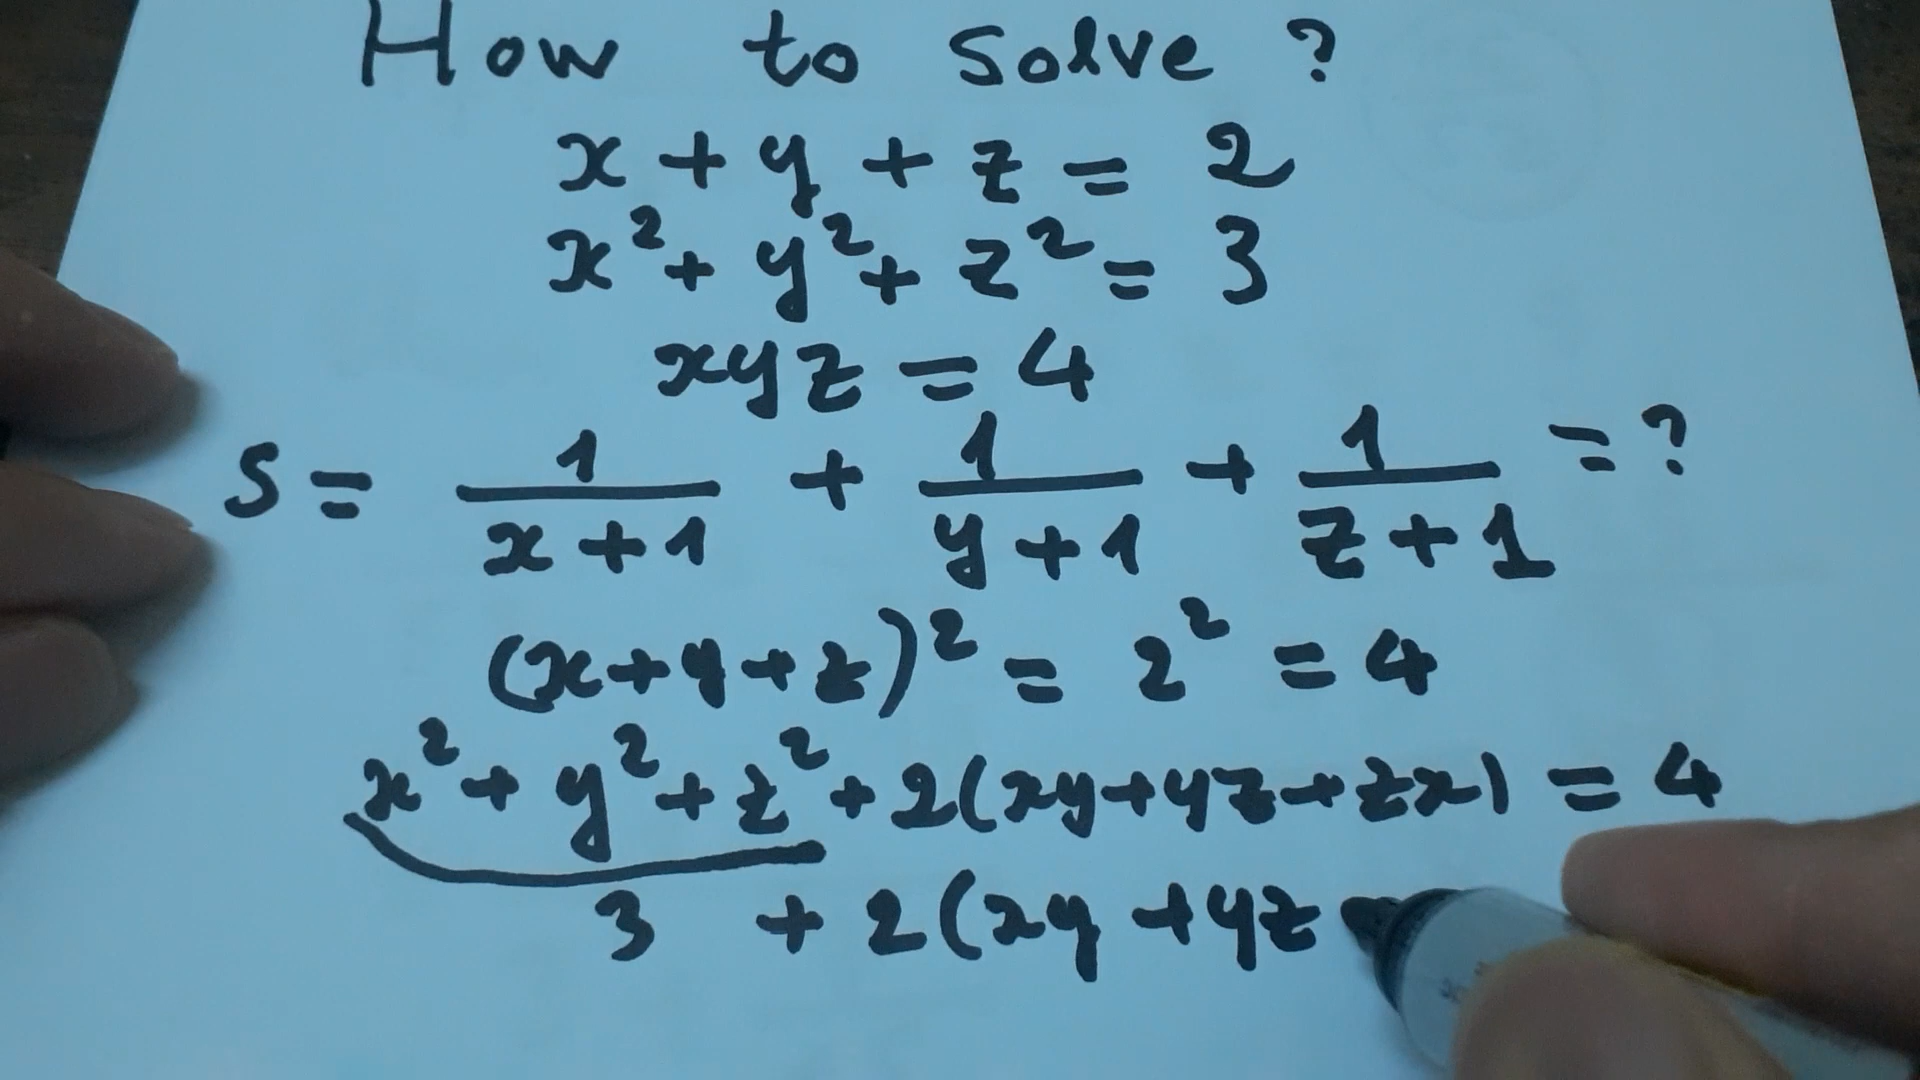 How to solve ?
x + y + z = 2
x² + y² + z² = 3
xyz = 4
S = 1/(x+1) + 1/(y+1) + 1/(z+1) = ?
(x+y+z)² = 2² = 4
x² + y² + z² + 2(xy+yz+zx) = 4
3 + 2(xy+yz